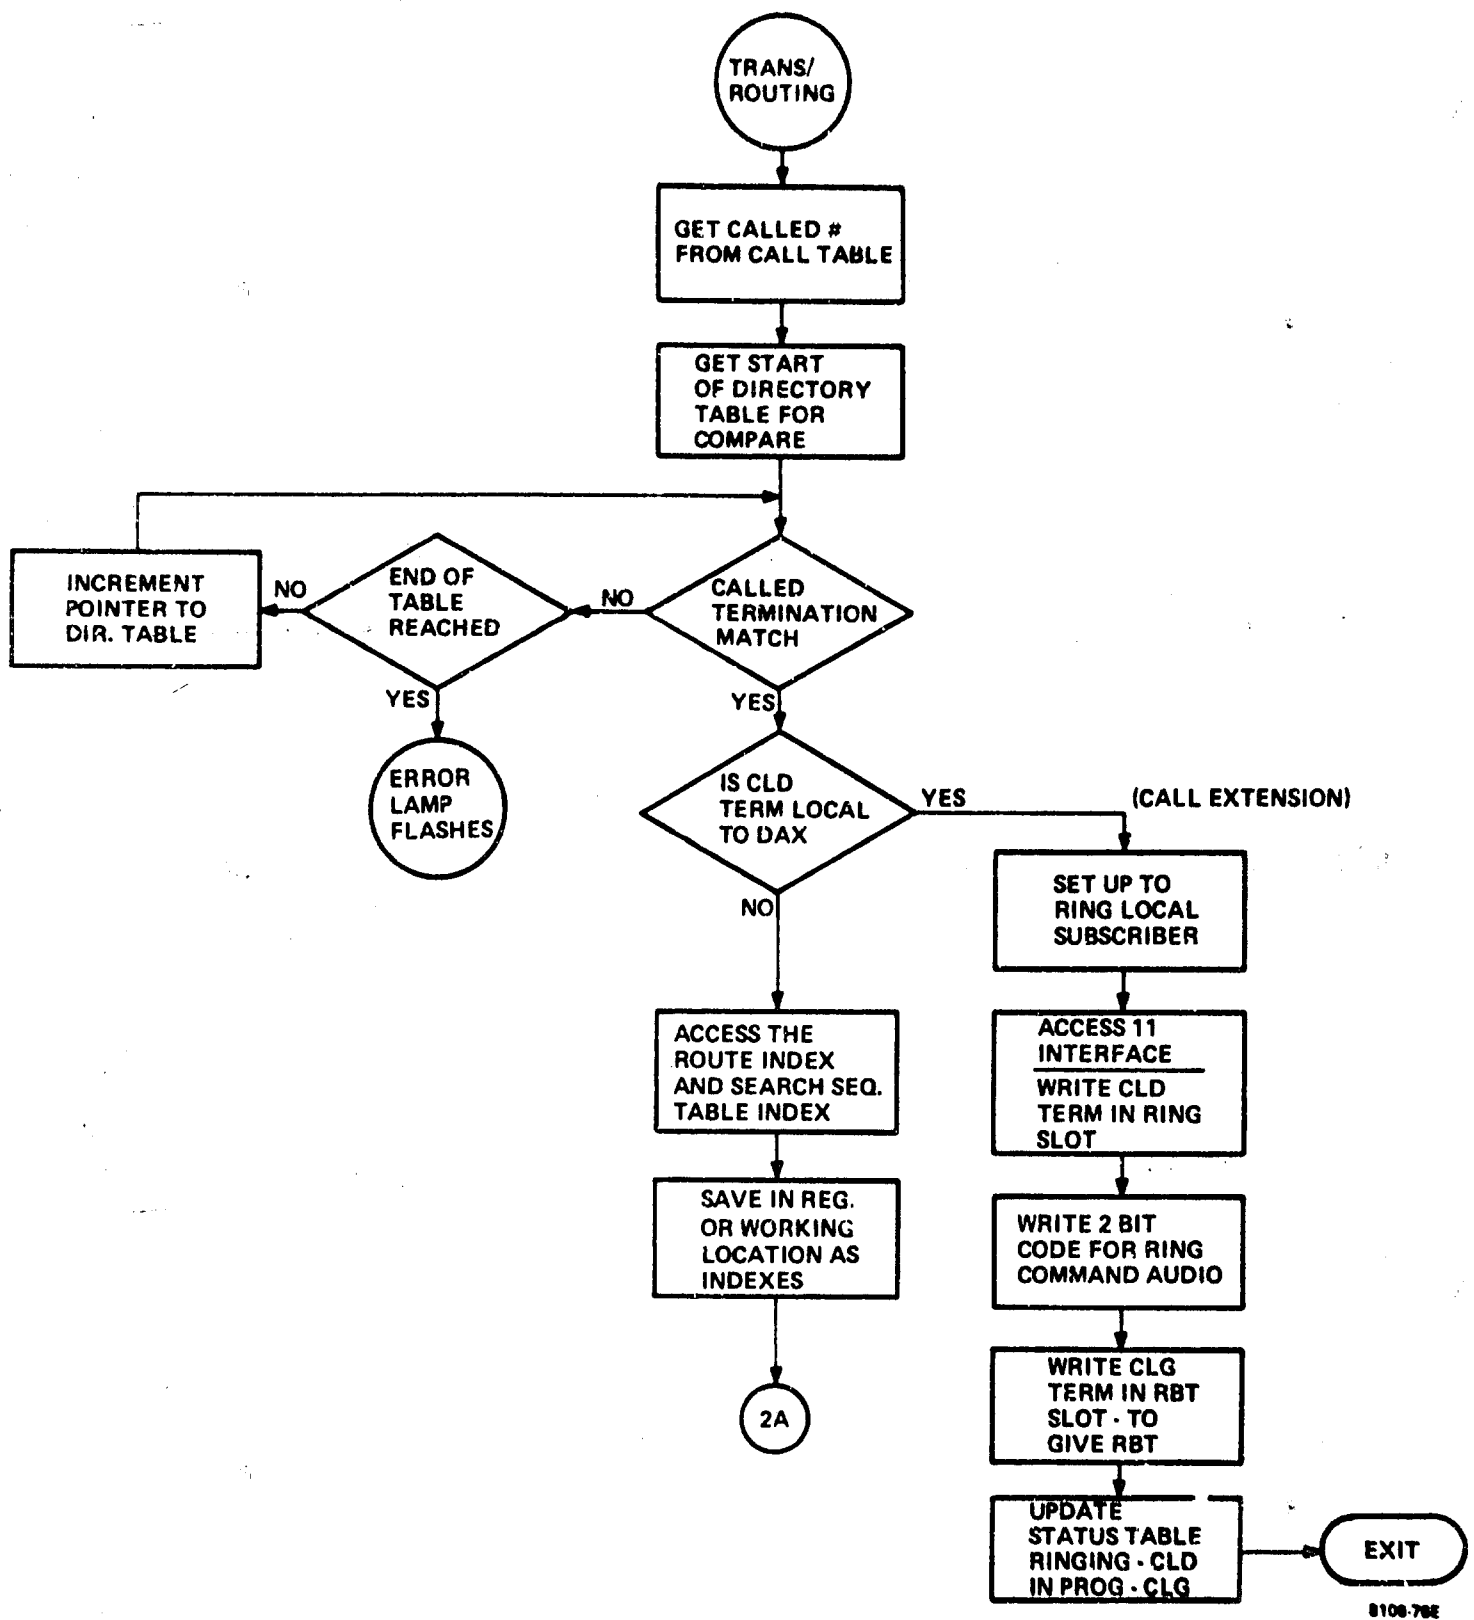 TRANS/
ROUTING
GET CALLED #
FROM CALL TABLE
GET START
OF DIRECTORY
TABLE FOR
COMPARE
INCREMENT
POINTER TO
DIR. TABLE
NO
END OF
TABLE
REACHED
NO
CALLED
TERMINATION
MATCH
YES
YES
ERROR
LAMP
FLASHES
IS CLD
TERM LOCAL
TO DAX
YES
(CALL EXTENSION)
NO
SET UP TO
RING LOCAL
SUBSCRIBER
ACCESS THE
ROUTE INDEX
AND SEARCH SEQ.
TABLE INDEX
ACCESS 11
INTERFACE
WRITE CLD
TERM IN RING
SLOT
SAVE IN REG.
OR WORKING
LOCATION AS
INDEXES
WRITE 2 BIT
CODE FOR RING
COMMAND AUDIO
2A
WRITE CLG
TERM IN RBT
SLOT - TO
GIVE RBT
UPDATE
STATUS TABLE
RINGING - CLD
IN PROG - CLG
EXIT
8108-76E